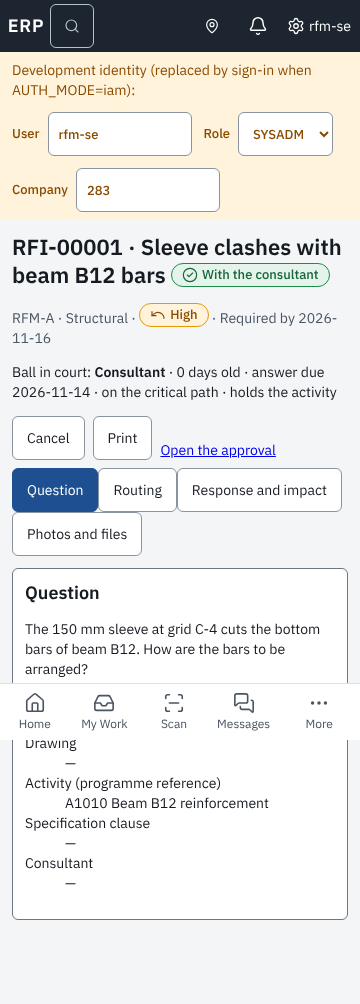 ERP
rfm-se
Development identity (replaced by sign-in when
AUTH_MODE=iam):
User rfm-se Role SYSADM
Company 283
RFI-00001 · Sleeve clashes with
beam B12 bars With the consultant
RFM-A · Structural · High · Required by 2026-
11-16
Ball in court: Consultant · 0 days old · answer due
2026-11-14 · on the critical path · holds the activity
Cancel Print Open the approval
Question Routing Response and impact
Photos and files
Question
The 150 mm sleeve at grid C-4 cuts the bottom
bars of beam B12. How are the bars to be
arranged?
Home My Work Scan Messages More
Drawing
—
Activity (programme reference)
A1010 Beam B12 reinforcement
Specification clause
—
Consultant
—